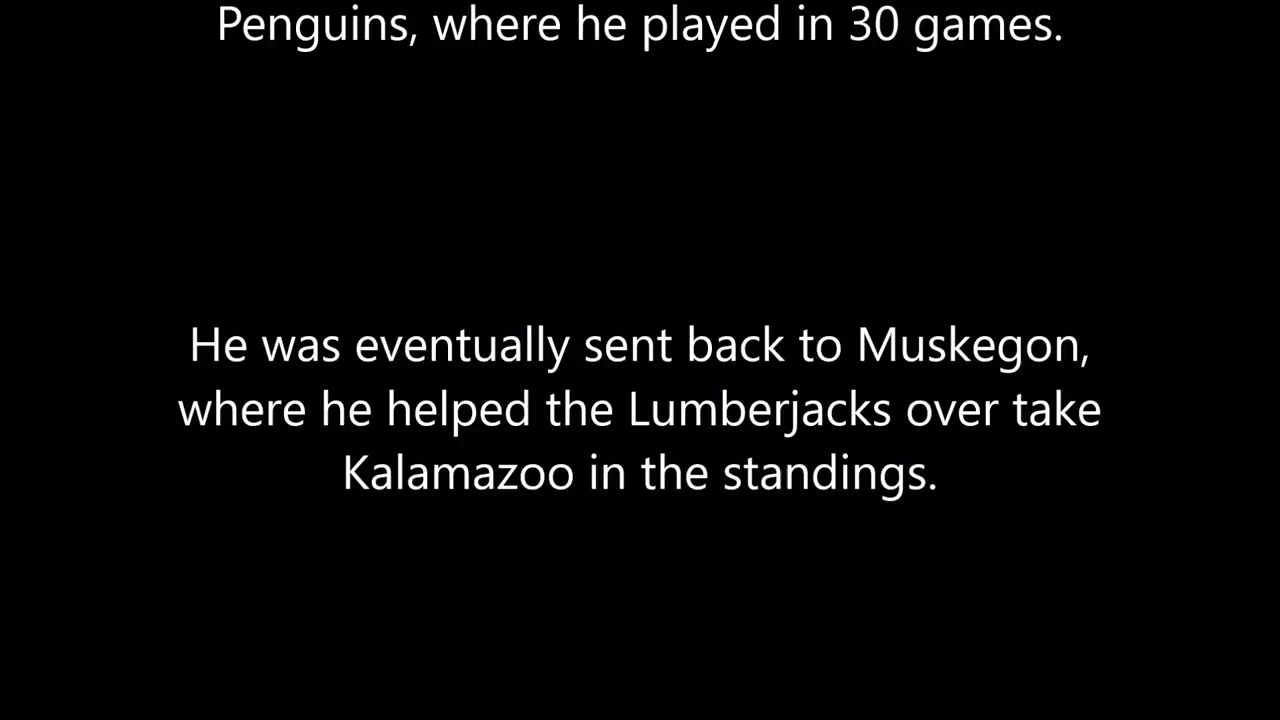 Penguins, where he played in 30 games.
He was eventually sent back to Muskegon,
where he helped the Lumberjacks over take
Kalamazoo in the standings.